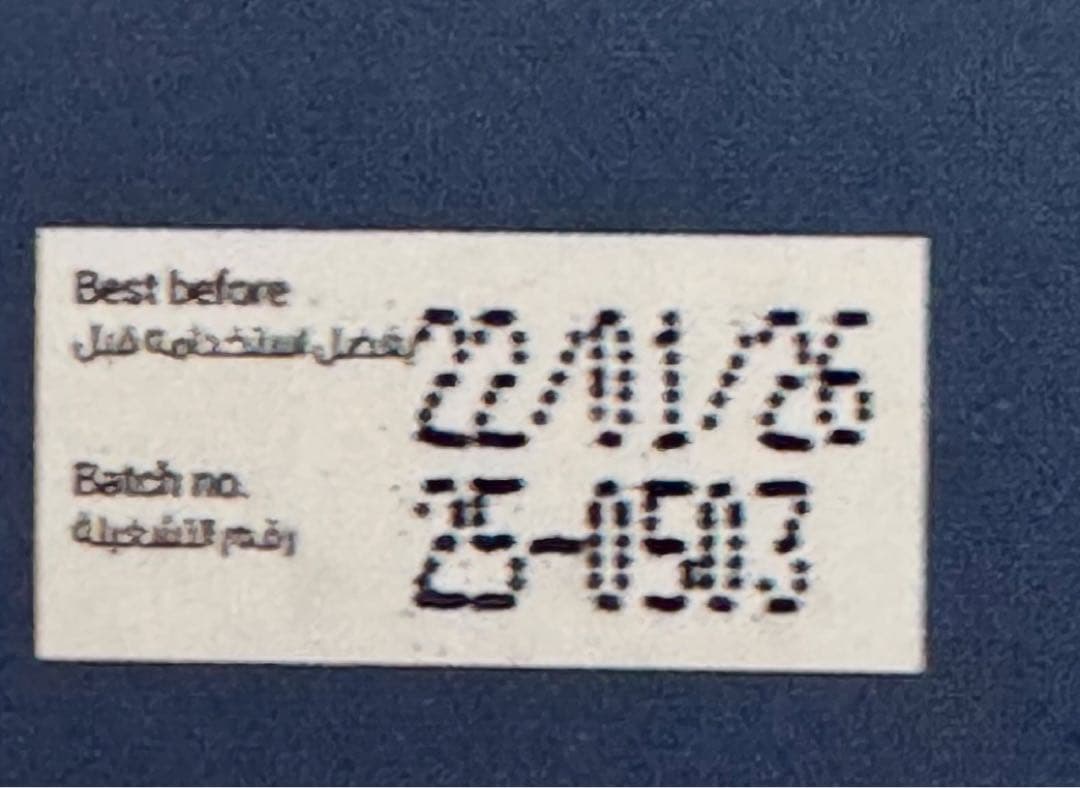 Best before
يفضل استخدامه قبل
22/01/26
Batch no.
رقم التشغيلة
25-0503